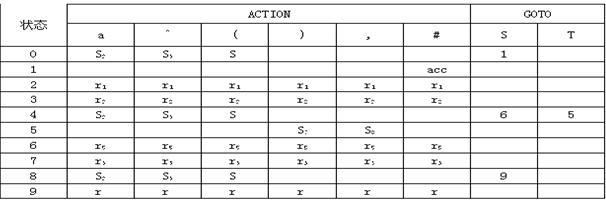 状态 ACTION GOTO
a ^ ( ) , # S T
0 S₂ S₃ S 1
1 acc
2 r₁ r₁ r₁ r₁ r₁ r₁
3 r₂ r₂ r₂ r₂ r₂ r₂
4 S₂ S₃ S 6 5
5 S₇ S₈
6 r₅ r₅ r₅ r₅ r₅ r₅
7 r₃ r₃ r₃ r₃ r₃ r₃
8 S₂ S₃ S 9
9 r r r r r r